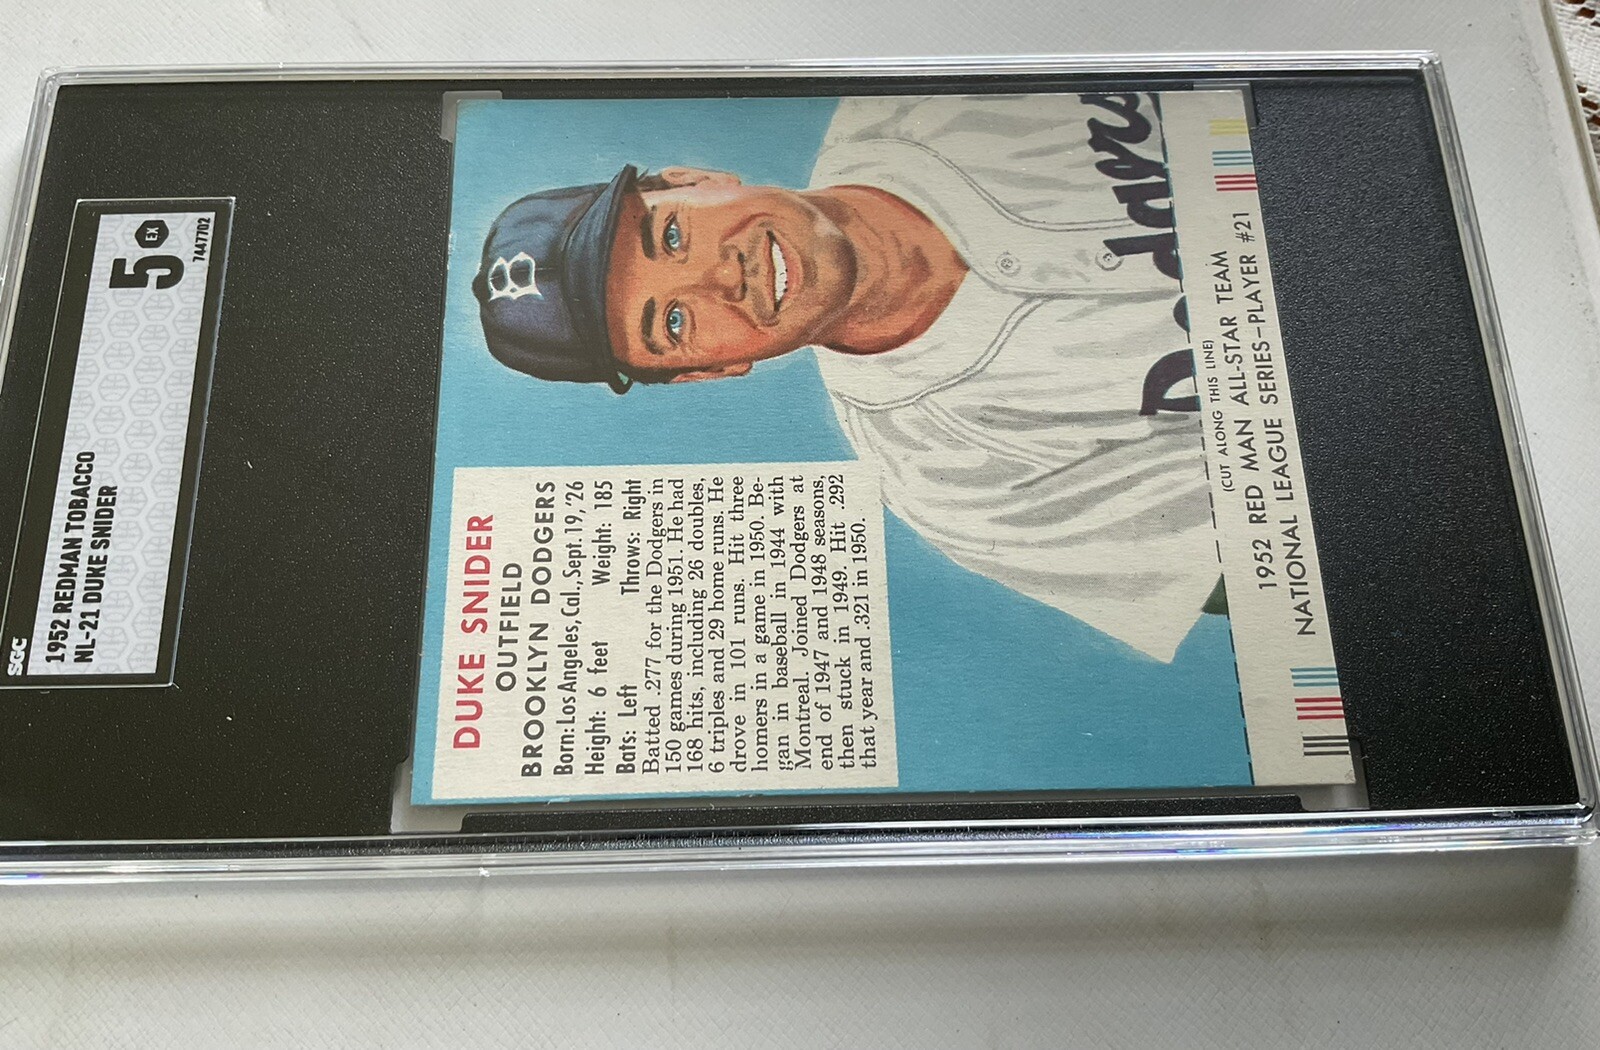 SGC
1952 REDMAN TOBACCO
NL-21 DUKE SNIDER
5
EX
7447702
DUKE SNIDER
OUTFIELD
BROOKLYN DODGERS
Born: Los Angeles, Cal., Sept. 19, '26
Height: 6 feet Weight: 185
Bats: Left Throws: Right
Batted .277 for the Dodgers in
150 games during 1951. He had
168 hits, including 26 doubles,
6 triples and 29 home runs. He
drove in 101 runs. Hit three
homers in a game in 1950. Be-
gan in baseball in 1944 with
Montreal. Joined Dodgers at
end of 1947 and 1948 seasons,
then stuck in 1949. Hit .292
that year and .321 in 1950.
B
Dodgers
(CUT ALONG THIS LINE)
1952 RED MAN ALL-STAR TEAM
NATIONAL LEAGUE SERIES—PLAYER #21